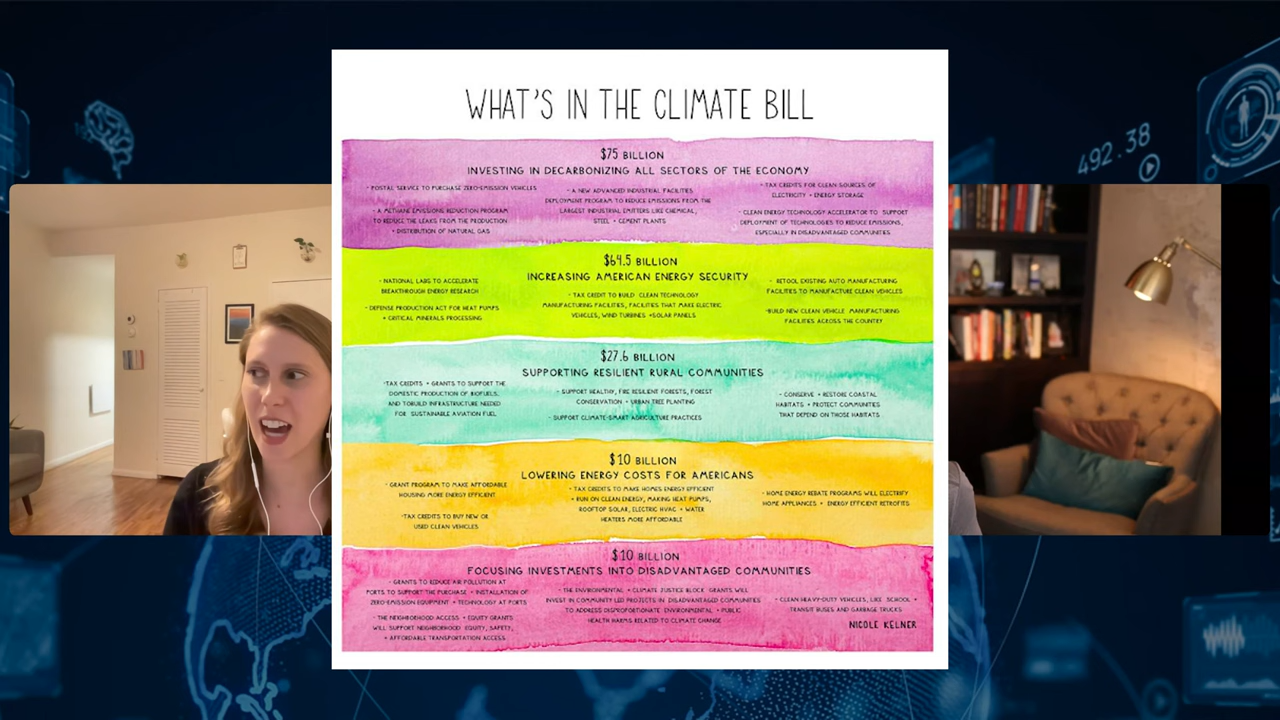 WHAT'S IN THE CLIMATE BILL
$75 BILLION
INVESTING IN DECARBONIZING ALL SECTORS OF THE ECONOMY
· POSTAL SERVICE TO PURCHASE ZERO-EMISSION VEHICLES
· A METHANE EMISSIONS REDUCTION PROGRAM
TO REDUCE THE LEAKS FROM THE PRODUCTION
+ DISTRIBUTION OF NATURAL GAS
· A NEW ADVANCED INDUSTRIAL FACILITIES
DEPLOYMENT PROGRAM TO REDUCE EMISSIONS FROM THE
LARGEST INDUSTRIAL EMITTERS LIKE CHEMICAL,
STEEL + CEMENT PLANTS
· TAX CREDITS FOR CLEAN SOURCES OF
ELECTRICITY + ENERGY STORAGE
· CLEAN ENERGY TECHNOLOGY ACCELERATOR TO SUPPORT
DEPLOYMENT OF TECHNOLOGIES TO REDUCE EMISSIONS,
ESPECIALLY IN DISADVANTAGED COMMUNITIES
$64.5 BILLION
INCREASING AMERICAN ENERGY SECURITY
· NATIONAL LABS TO ACCELERATE
BREAKTHROUGH ENERGY RESEARCH
· DEFENSE PRODUCTION ACT FOR HEAT PUMPS
+ CRITICAL MINERALS PROCESSING
· TAX CREDIT TO BUILD CLEAN TECHNOLOGY
MANUFACTURING FACILITES, FACILITES THAT MAKE ELECTRIC
VEHICLES, WIND TURBINES +SOLAR PANELS
· RETOOL EXISTING AUTO MANUFACTURING
FACILITIES TO MANUFACTURE CLEAN VEHICLES
·BUILD NEW CLEAN VEHICLE MANUFACTURING
FACILITIES ACROSS THE COUNTRY
$27.6 BILLION
SUPPORTING RESILIENT RURAL COMMUNITIES
·TAX CREDITS + GRANTS TO SUPPORT THE
DOMESTIC PRODUCTION OF BIOFUELS,
AND TOBUILD INFRASTRUCTURE NEEDED
FOR SUSTAINABLE AVIATION FUEL
· SUPPORT HEALTHY, FIRE RESILIENT FORESTS, FOREST
CONSERVATION + URBAN TREE PLANTING
· SUPPORT CLIMATE-SMART AGRICULTURE PRACTICES
· CONSERVE + RESTORE COASTAL
HABITATS + PROTECT COMMUNITIES
THAT DEPEND ON THOSE HABITATS
$10 BILLION
LOWERING ENERGY COSTS FOR AMERICANS
· GRANT PROGRAM TO MAKE AFFORDABLE
HOUSING MORE ENERGY EFFICIENT
·TAX CREDITS TO BUY NEW OR
USED CLEAN VEHICLES
· TAX CREDITS TO MAKE HOMES ENERGY EFFICIENT
+ RUN ON CLEAN ENERGY, MAKING HEAT PUMPS,
ROOFTOP SOLAR, ELECTRIC HVAC + WATER
HEATERS MORE AFFORDABLE
· HOME ENERGY REBATE PROGRAMS WILL ELECTRIFY
HOME APPLIANCES + ENERGY EFFICIENT RETROFITS
$10 BILLION
FOCUSING INVESTMENTS INTO DISADVANTAGED COMMUNITIES
· GRANTS TO REDUCE AIR POLLUTION AT
PORTS TO SUPPORT THE PURCHASE + INSTALLATION OF
ZERO-EMISSION EQUIPMENT + TECHNOLOGY AT PORTS
· THE NEIGHBORHOOD ACCESS + EQUITY GRANTS
WILL SUPPORT NEIGHBORHOOD EQUITY, SAFETY,
+ AFFORDABLE TRANSPORTATION ACCESS
· THE ENVIRONMENTAL + CLIMATE JUSTICE BLOCK GRANTS WILL
INVEST IN COMMUNITY LED PROJECTS IN DISADVANTAGED COMMUNITIES
TO ADDRESS DISPROPORTIONATE ENVIRONMENTAL + PUBLIC
HEALTH HARMS RELATED TO CLIMATE CHANGE
· CLEAN HEAVY-DUTY VEHICLES, LIKE SCHOOL +
TRANSIT BUSES AND GARBAGE TRUCKS
NICOLE KELNER
492.38